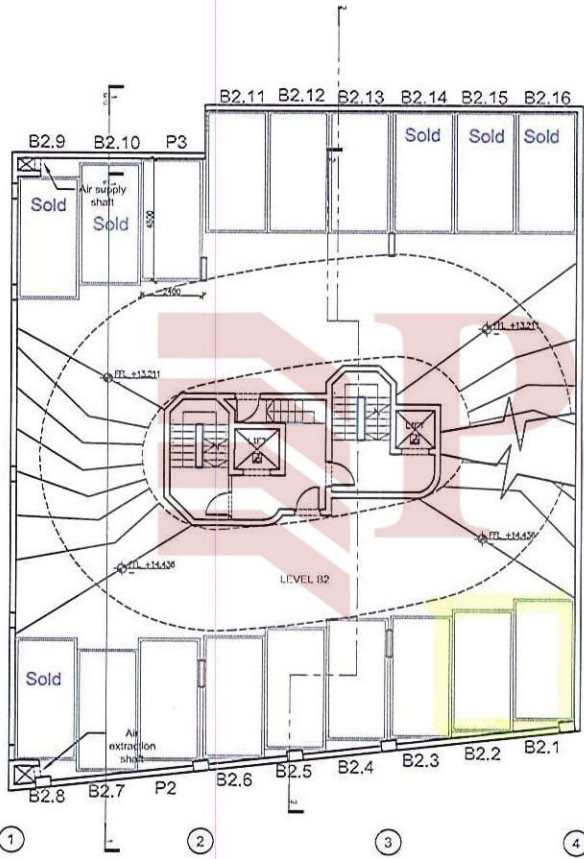 B2.11 B2.12 B2.13 B2.14 B2.15 B2.16
B2.9 B2.10 P3
Sold Sold Sold
Air supply
shaft
Sold
Sold
2400
FFL +13.211
FFL +13.211
LIFT
LIFT
FFL +14.436
FFL +14.436
LEVEL B2
Sold
Air
extraction
shaft
B2.8 B2.7 P2 B2.6 B2.5 B2.4 B2.3 B2.2 B2.1
1 2 3 4
P